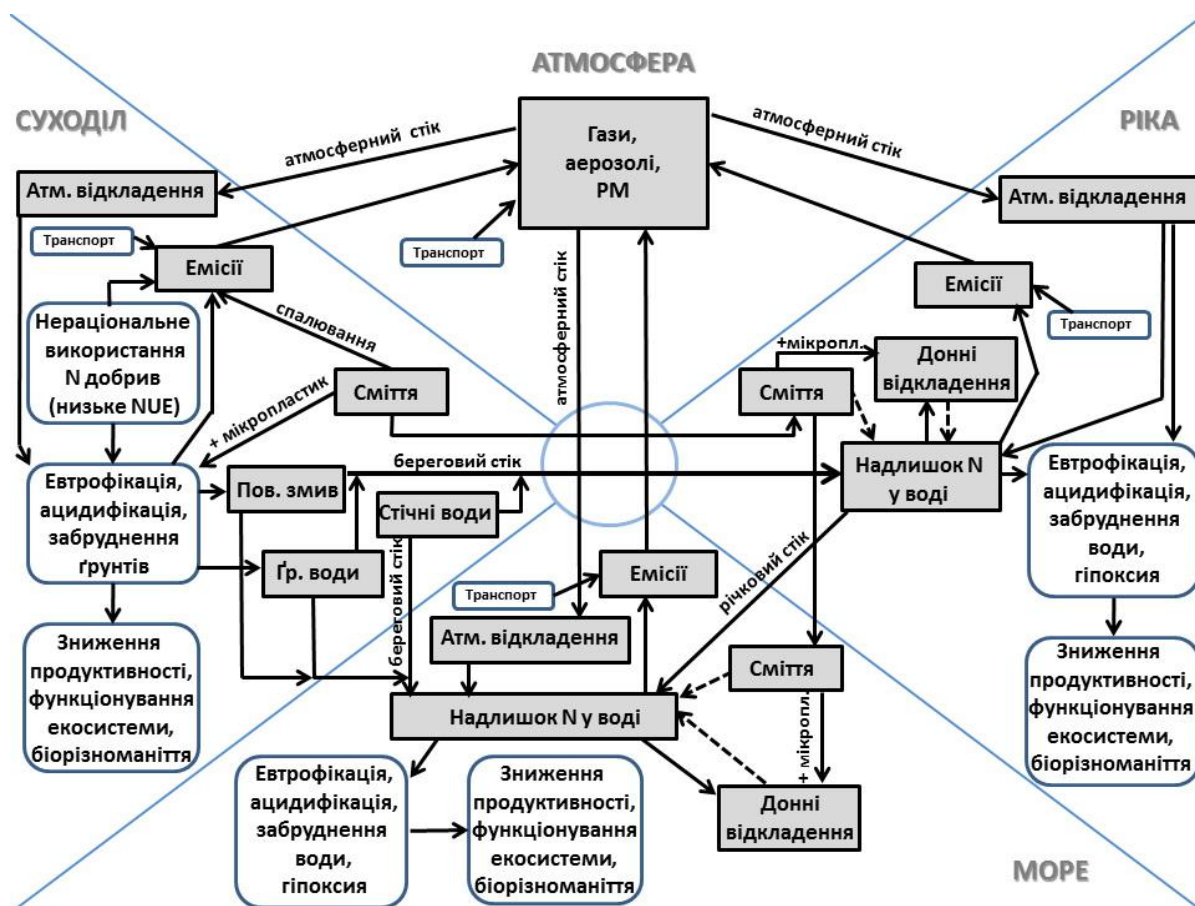 АТМОСФЕРА
СУХОДІЛ
РІКА
Гази,
аерозолі,
РМ
атмосферний стік
атмосферний стік
Атм. відкладення
Атм. відкладення
Транспорт
Транспорт
Емісії
Емісії
Транспорт
атмосферний стік
спалювання
Нераціональне
використання
N добрив
(низьке NUE)
+мікропл.
Донні
відкладення
Сміття
Сміття
+ мікропластик
береговий стік
Надлишок N
у воді
Евтрофікація,
ацидифікація,
забруднення
ґрунтів
Пов. змив
Стічні води
Евтрофікація,
ацидифікація,
забруднення
води,
гіпоксия
Ґр. води
береговий стік
Емісії
Транспорт
річковий стік
Атм. відкладення
Зниження
продуктивності,
функціонування
екосистеми,
біорізноманіття
Сміття
Зниження
продуктивності,
функціонування
екосистеми,
біорізноманіття
Надлишок N у воді
+ мікропл.
Евтрофікація,
ацидифікація,
забруднення
води,
гіпоксия
Зниження
продуктивності,
функціонування
екосистеми,
біорізноманіття
Донні
відкладення
МОРЕ